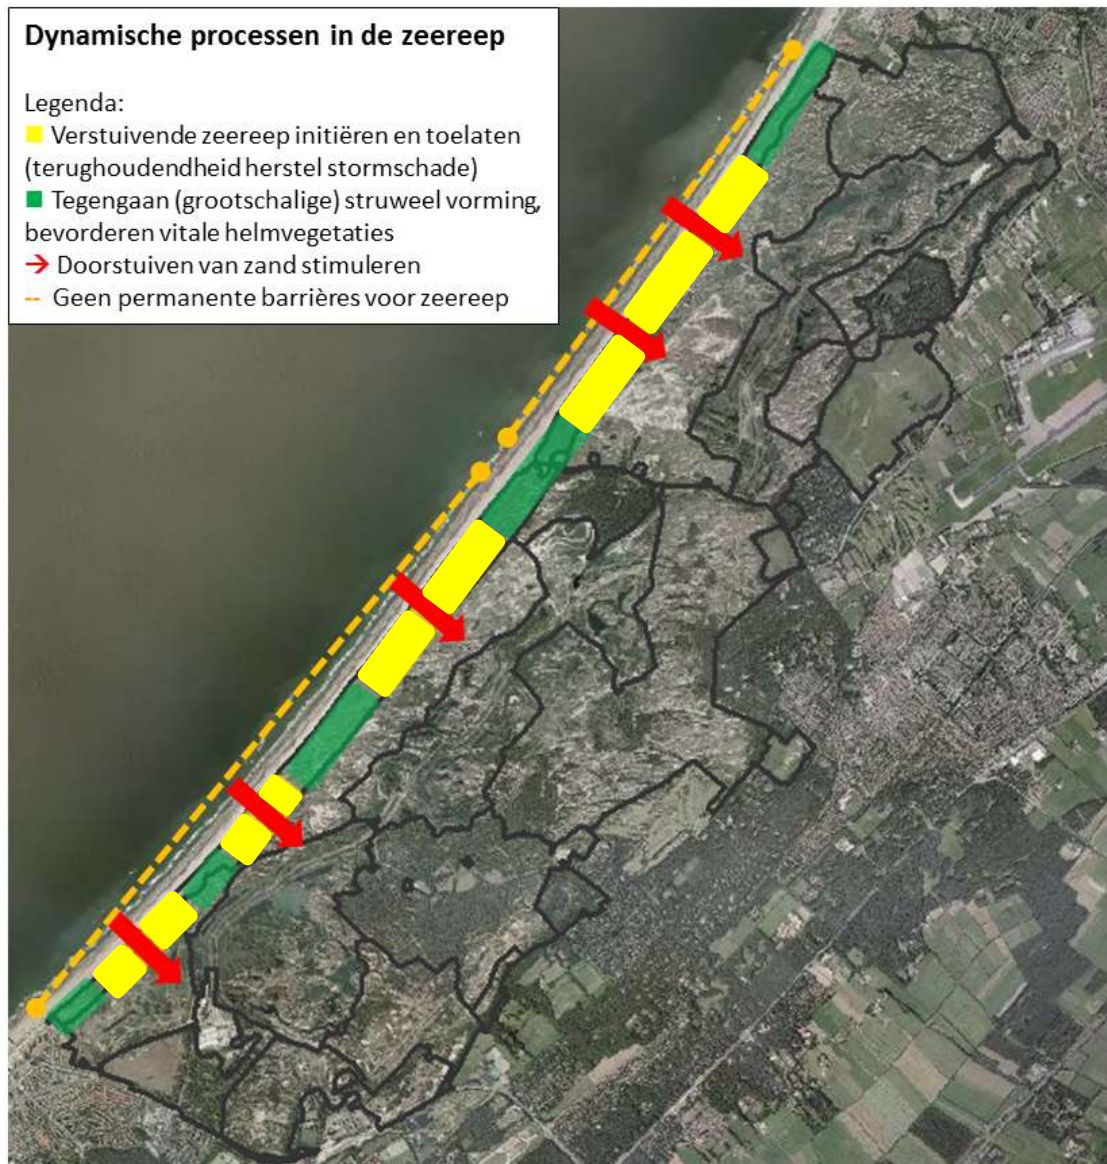 Dynamische processen in de zeereep
Legenda:
Verstuivende zeereep initiëren en toelaten
(terughoudendheid herstel stormschade)
Tegengaan (grootschalige) struweel vorming,
bevorderen vitale helmvegetaties
Doorstuiven van zand stimuleren
Geen permanente barrières voor zeereep